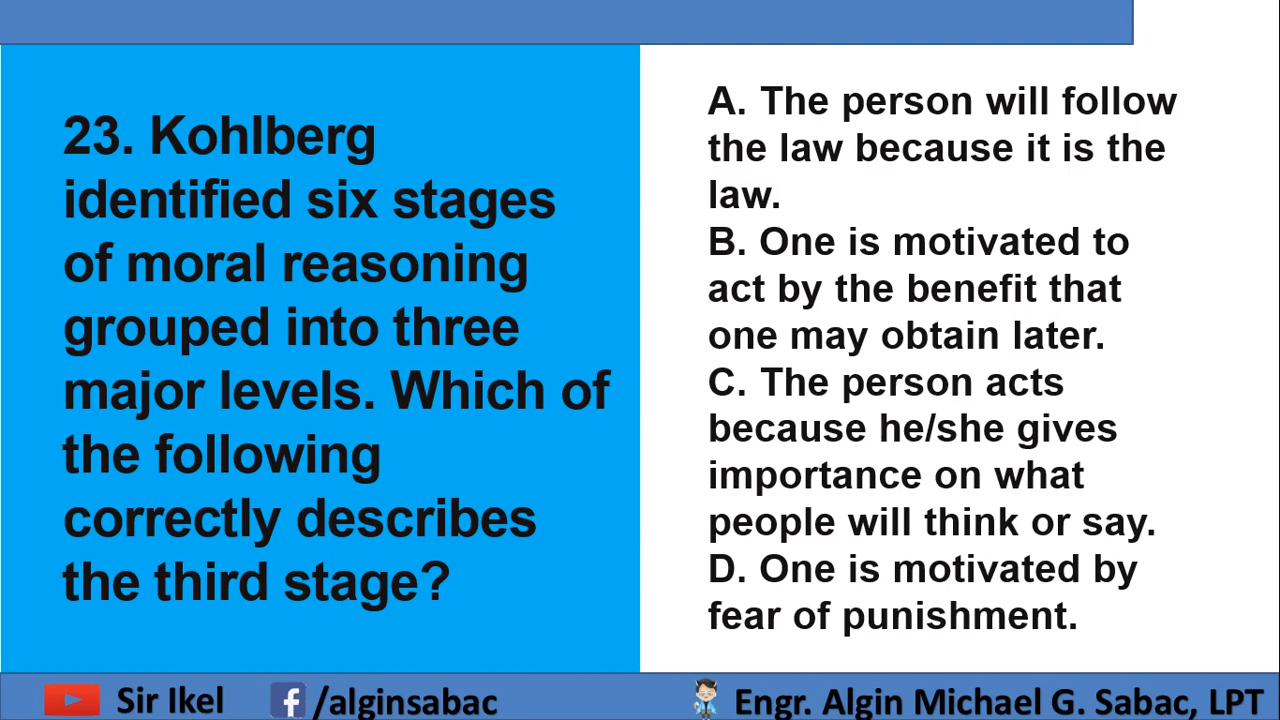 23. Kohlberg
identified six stages
of moral reasoning
grouped into three
major levels. Which of
the following
correctly describes
the third stage?
A. The person will follow
the law because it is the
law.
B. One is motivated to
act by the benefit that
one may obtain later.
C. The person acts
because he/she gives
importance on what
people will think or say.
D. One is motivated by
fear of punishment.
Sir Ikel
/alginsabac
Engr. Algin Michael G. Sabac, LPT